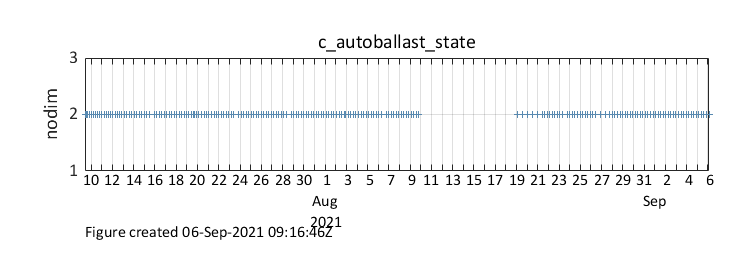 c_autoballast_state
nodim
3
2
1
10 12 14 16 18 20 22 24 26 28 30 1 3 5 7 9 11 13 15 17 19 21 23 25 27 29 31 2 4 6
Aug Sep
2021
Figure created 06-Sep-2021 09:16:46Z